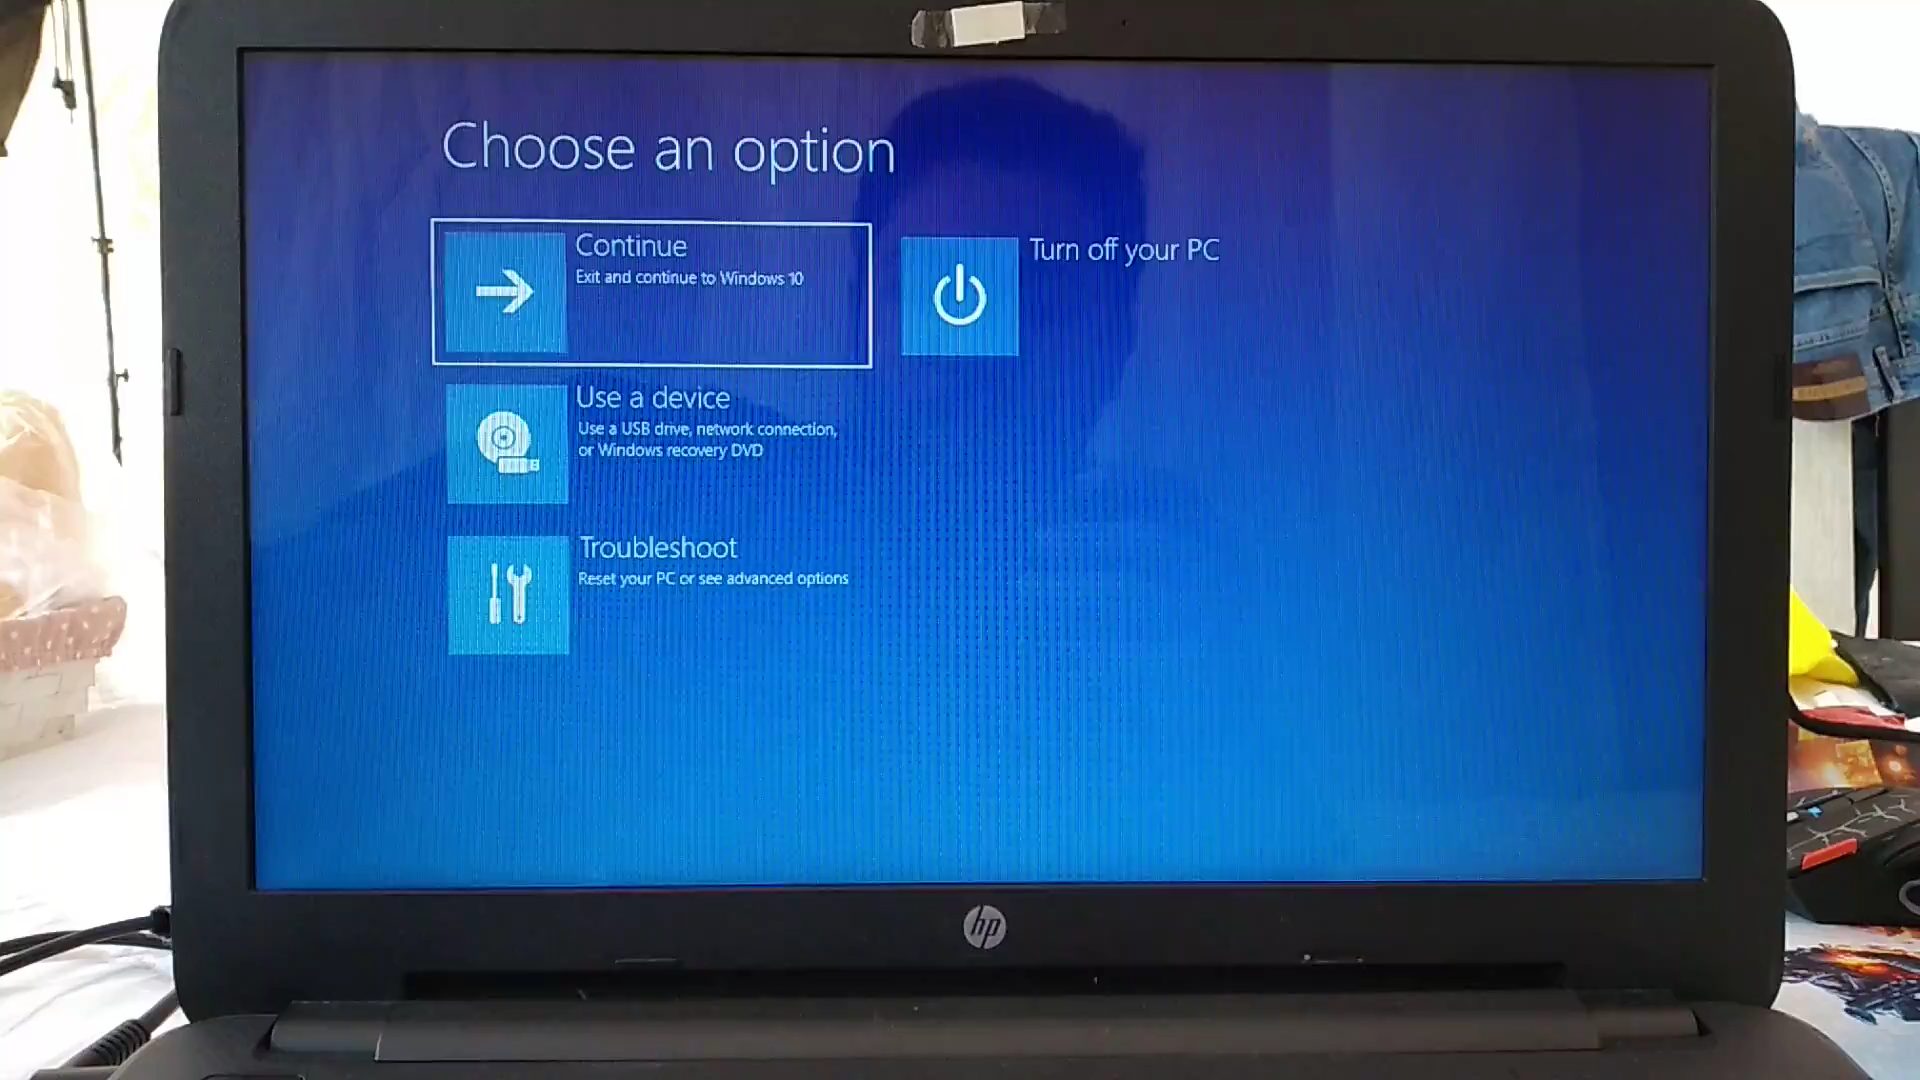 Choose an option
Continue
Exit and continue to Windows 10
Turn off your PC
Use a device
Use a USB drive, network connection,
or Windows recovery DVD
Troubleshoot
Reset your PC or see advanced options
hp